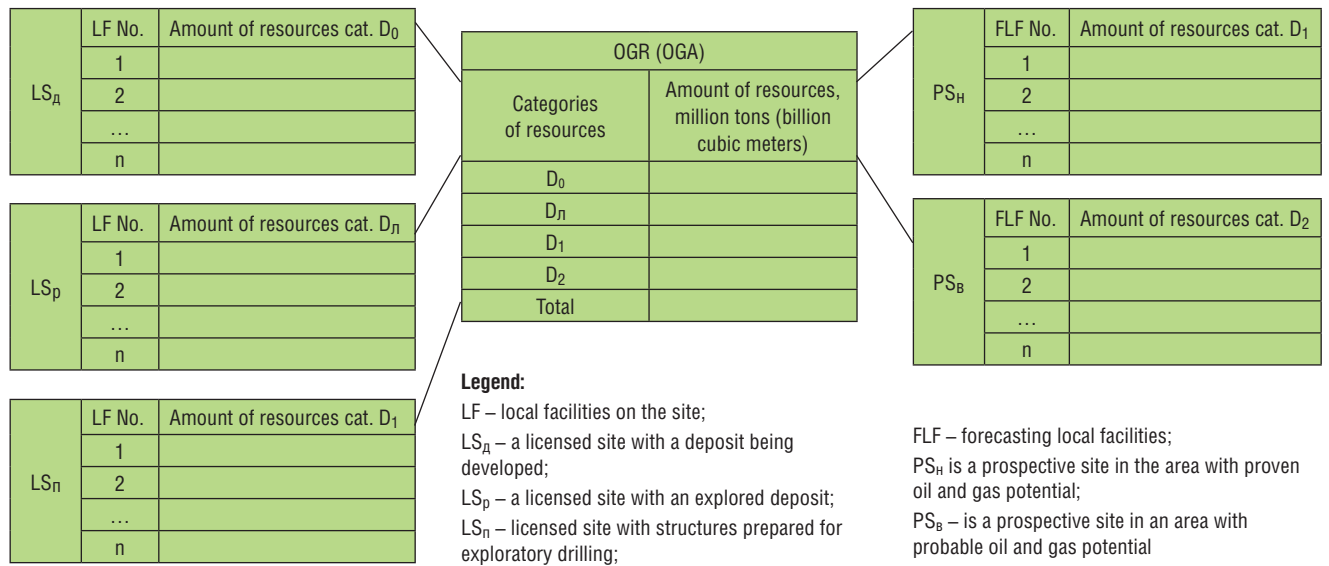 LSд
LF No. Amount of resources cat. D₀
1
2
…
n
LSр
LF No. Amount of resources cat. Dл
1
2
…
n
LSп
LF No. Amount of resources cat. D₁
1
2
…
n
OGR (OGA)
Categories
of resources
Amount of resources,
million tons (billion
cubic meters)
D₀
Dл
D₁
D₂
Total
PSн
FLF No. Amount of resources cat. D₁
1
2
…
n
PSв
FLF No. Amount of resources cat. D₂
1
2
…
n
Legend:
LF – local facilities on the site;
LSд – a licensed site with a deposit being
developed;
LSр – a licensed site with an explored deposit;
LSп – licensed site with structures prepared for
exploratory drilling;
FLF – forecasting local facilities;
PSн is a prospective site in the area with proven
oil and gas potential;
PSв – is a prospective site in an area with
probable oil and gas potential